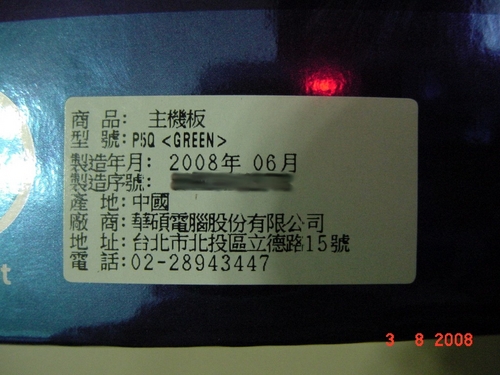 商 品: 主機板
型 號: P5Q <GREEN>
製造年月: 2008年 06月
製造序號:
產 地: 中國
廠 商: 華碩電腦股份有限公司
地 址: 台北市北投區立德路15號
電 話: 02-28943447
t
3 8 2008